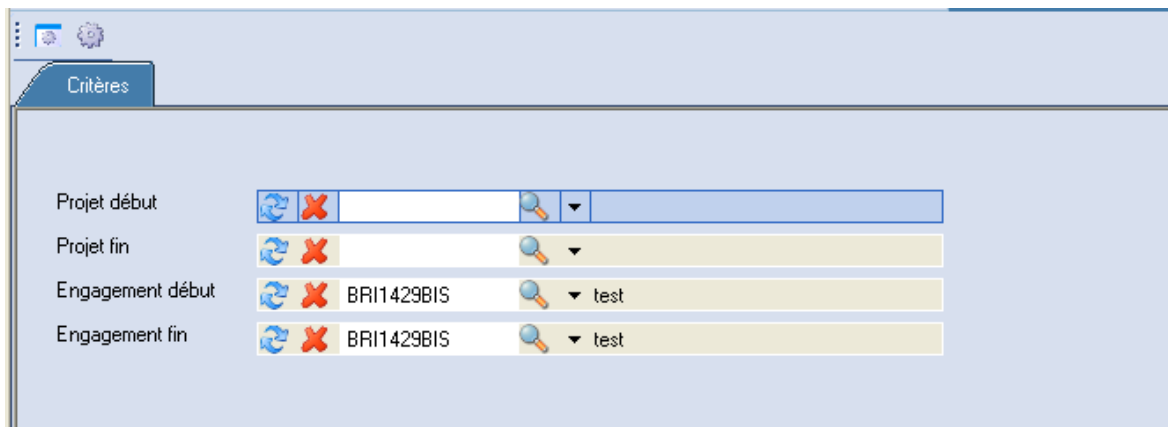 Critères
Projet début
Projet fin
Engagement début BRI1429BIS test
Engagement fin BRI1429BIS test